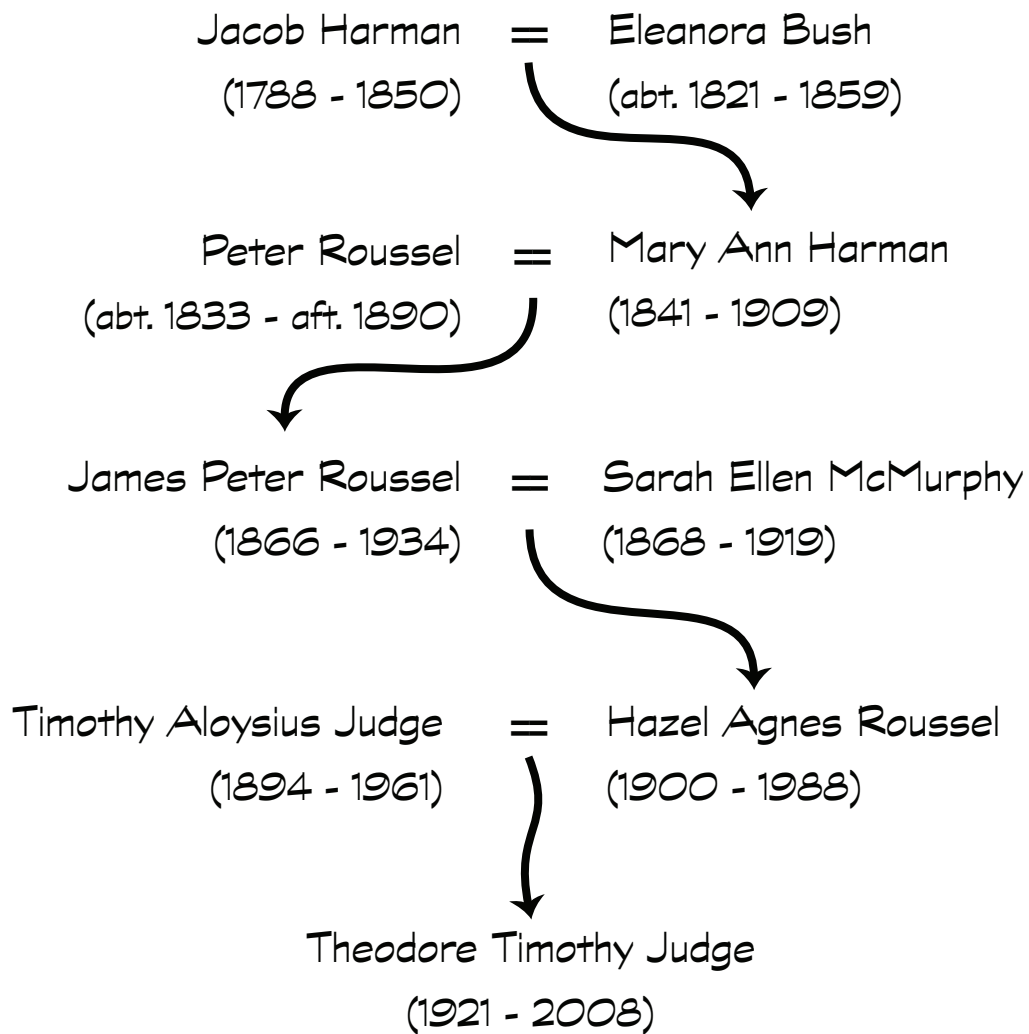 Jacob Harman = Eleanora Bush
(1788 - 1850) (abt. 1821 - 1859)
Peter Roussel = Mary Ann Harman
(abt. 1833 - aft. 1890) (1841 - 1909)
James Peter Roussel = Sarah Ellen McMurphy
(1866 - 1934) (1868 - 1919)
Timothy Aloysius Judge = Hazel Agnes Roussel
(1894 - 1961) (1900 - 1988)
Theodore Timothy Judge
(1921 - 2008)